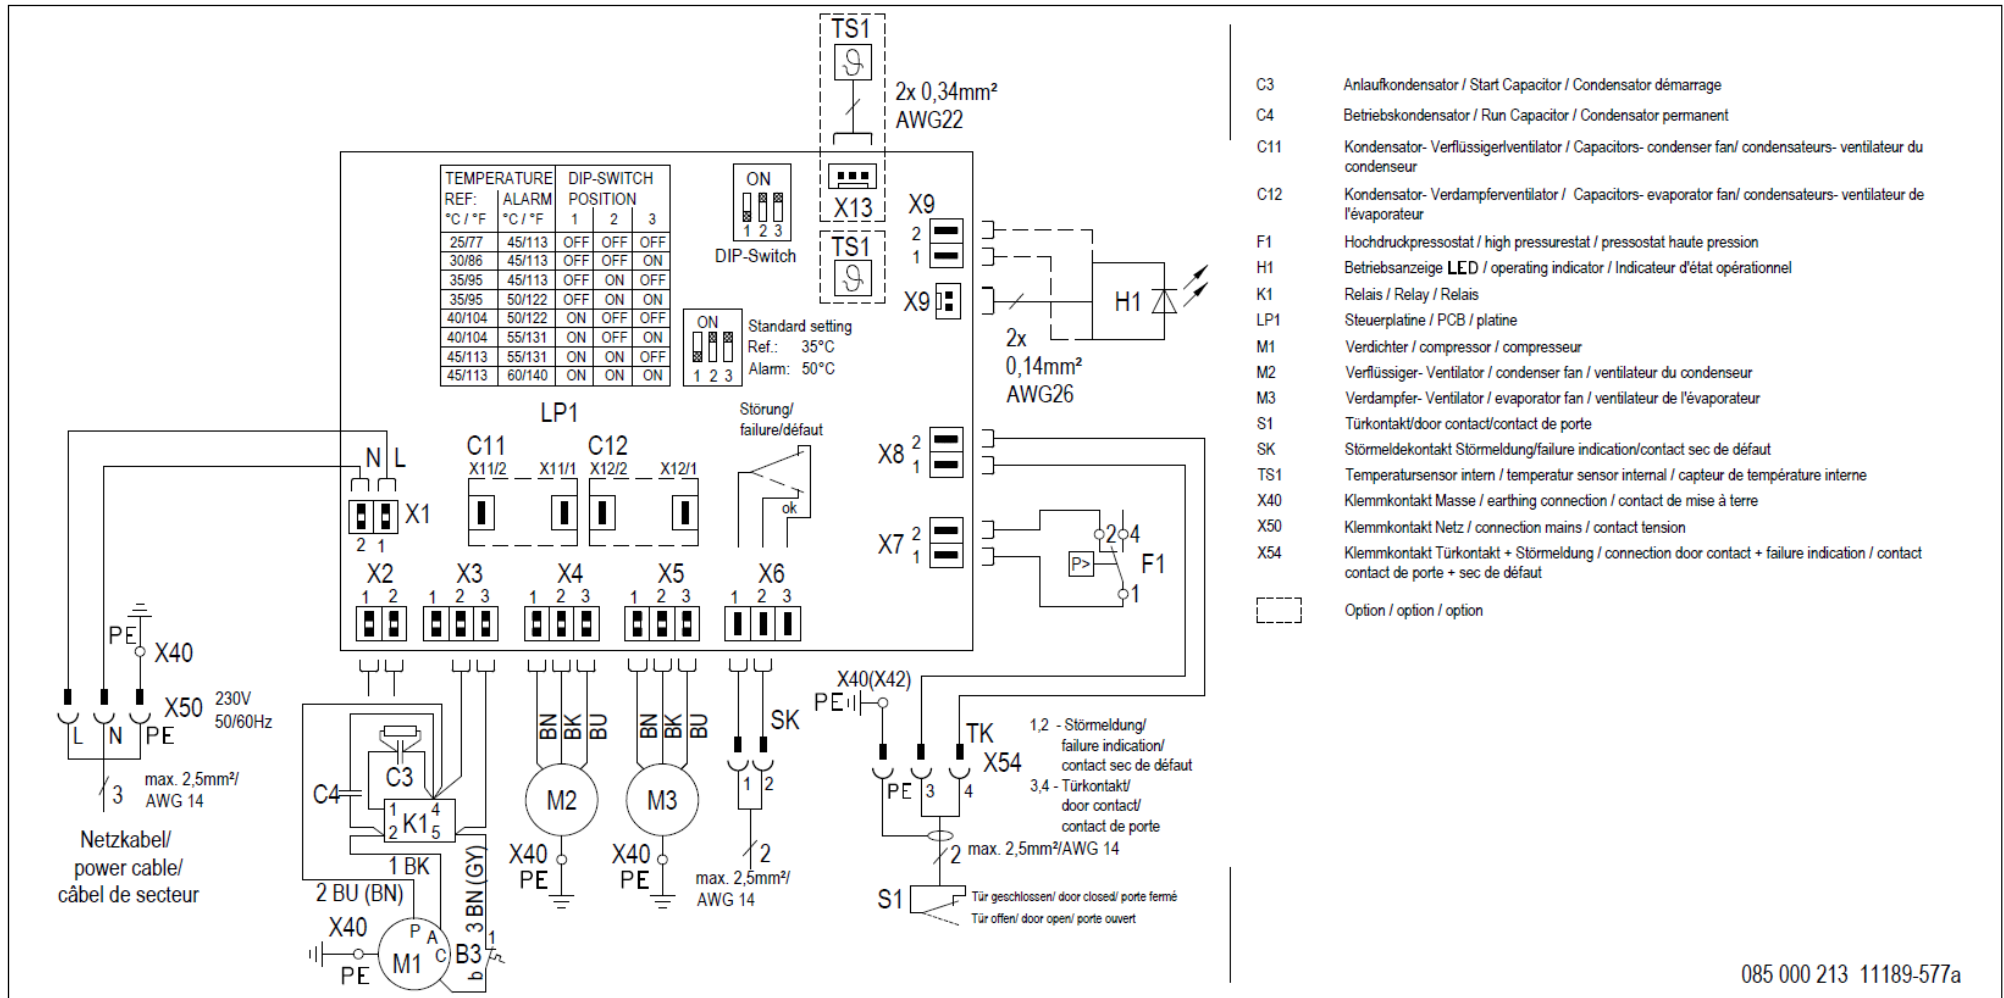 TS1
2x 0,34mm²
AWG22
TEMPERATURE DIP-SWITCH
REF: ALARM POSITION
°C / °F °C / °F 1 2 3
25/77 45/113 OFF OFF OFF
30/86 45/113 OFF OFF ON
35/95 45/113 OFF ON OFF
35/95 50/122 OFF ON ON
40/104 50/122 ON OFF OFF
40/104 55/131 ON OFF ON
45/113 55/131 ON ON OFF
45/113 60/140 ON ON ON
ON
1 2 3
DIP-Switch
X13
TS1
X9
2
1
X9
H1
2x
0,14mm²
AWG26
ON
1 2 3
Standard setting
Ref.: 35°C
Alarm: 50°C
LP1
Störung/
failure/défaut
ok
C11
X11/2 X11/1
C12
X12/2 X12/1
N L
X1
2 1
X8 2
1
X7 2
1
2 4
P> F1
1
X2
1 2
X3
1 2 3
X4
1 2 3
X5
1 2 3
X6
1 2 3
PE
X40
X50 230V
50/60Hz
L N PE
3 max. 2,5mm²/
AWG 14
Netzkabel/
power cable/
câbel de secteur
C3
C4
1 4
2 K1 5
1 BK
2 BU (BN)
3 BN (GY)
X40
PE
M1
P A C
B3
1
b
BN BK BU
M2
X40
PE
BN BK BU
M3
X40
PE
SK
1 2
2
max. 2,5mm²/
AWG 14
X40(X42)
PE
TK
X54
PE 3 4
1,2 - Störmeldung/
failure indication/
contact sec de défaut
3,4 - Türkontakt/
door contact/
contact de porte
2 max. 2,5mm²/AWG 14
S1
Tür geschlossen/ door closed/ porte fermé
Tür offen/ door open/ porte ouvert
C3 Anlaufkondensator / Start Capacitor / Condensator démarrage
C4 Betriebskondensator / Run Capacitor / Condensator permanent
C11 Kondensator- Verflüssigerlventilator / Capacitors- condenser fan/ condensateurs- ventilateur du
condenseur
C12 Kondensator- Verdampferventilator / Capacitors- evaporator fan/ condensateurs- ventilateur de
l'évaporateur
F1 Hochdruckpressostat / high pressurestat / pressostat haute pression
H1 Betriebsanzeige LED / operating indicator / Indicateur d'état opérationnel
K1 Relais / Relay / Relais
LP1 Steuerplatine / PCB / platine
M1 Verdichter / compressor / compresseur
M2 Verflüssiger- Ventilator / condenser fan / ventilateur du condenseur
M3 Verdampfer- Ventilator / evaporator fan / ventilateur de l'évaporateur
S1 Türkontakt/door contact/contact de porte
SK Störmeldekontakt Störmeldung/failure indication/contact sec de défaut
TS1 Temperatursensor intern / temperatur sensor internal / capteur de température interne
X40 Klemmkontakt Masse / earthing connection / contact de mise à terre
X50 Klemmkontakt Netz / connection mains / contact tension
X54 Klemmkontakt Türkontakt + Störmeldung / connection door contact + failure indication / contact
contact de porte + sec de défaut
Option / option / option
085 000 213 11189-577a